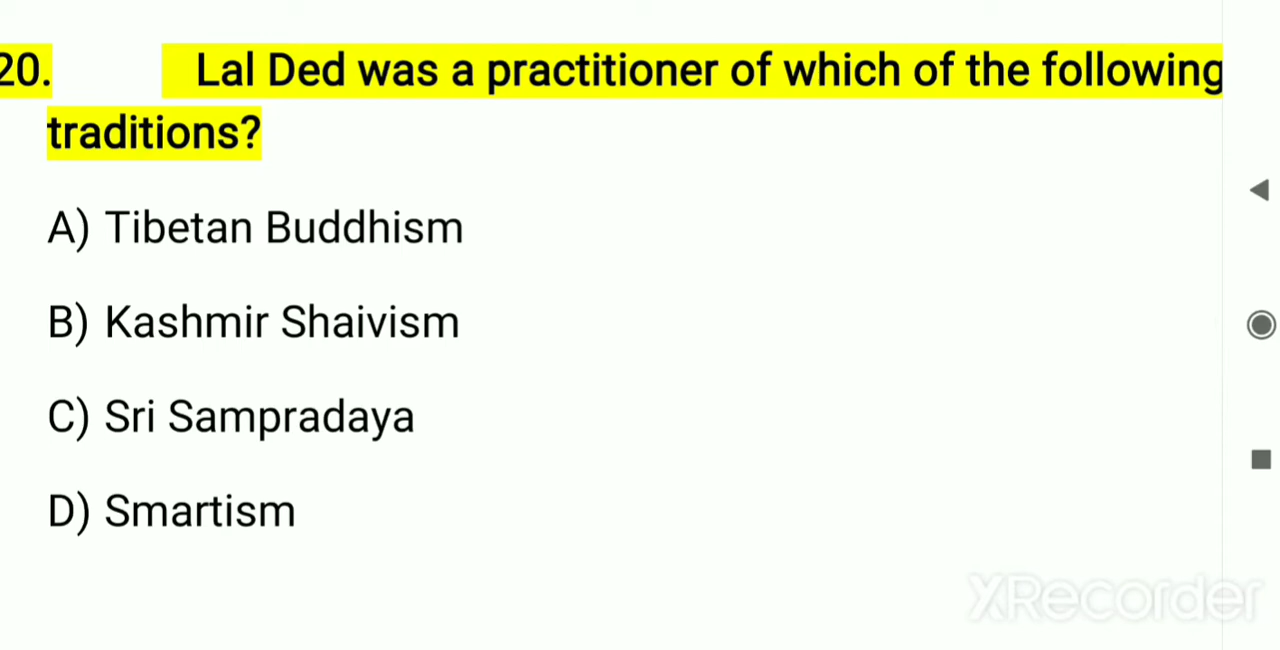 20. Lal Ded was a practitioner of which of the following
traditions?
A) Tibetan Buddhism
B) Kashmir Shaivism
C) Sri Sampradaya
D) Smartism
XRecorder